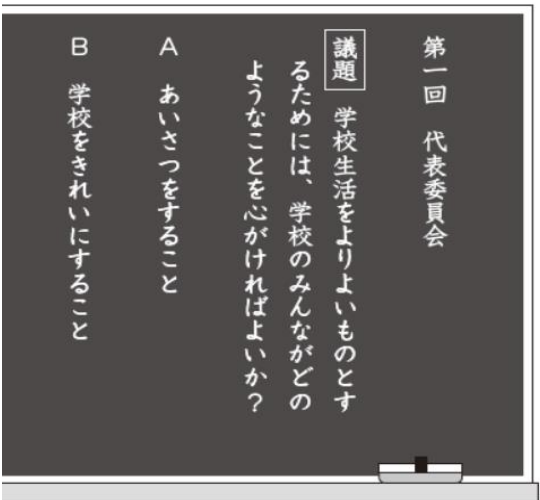 第一回　代表委員会
議題　学校生活をよりよいものとす
るためには、学校のみんながどの
ようなことを心がければよいか？
A　あいさつをすること
B　学校をきれいにすること